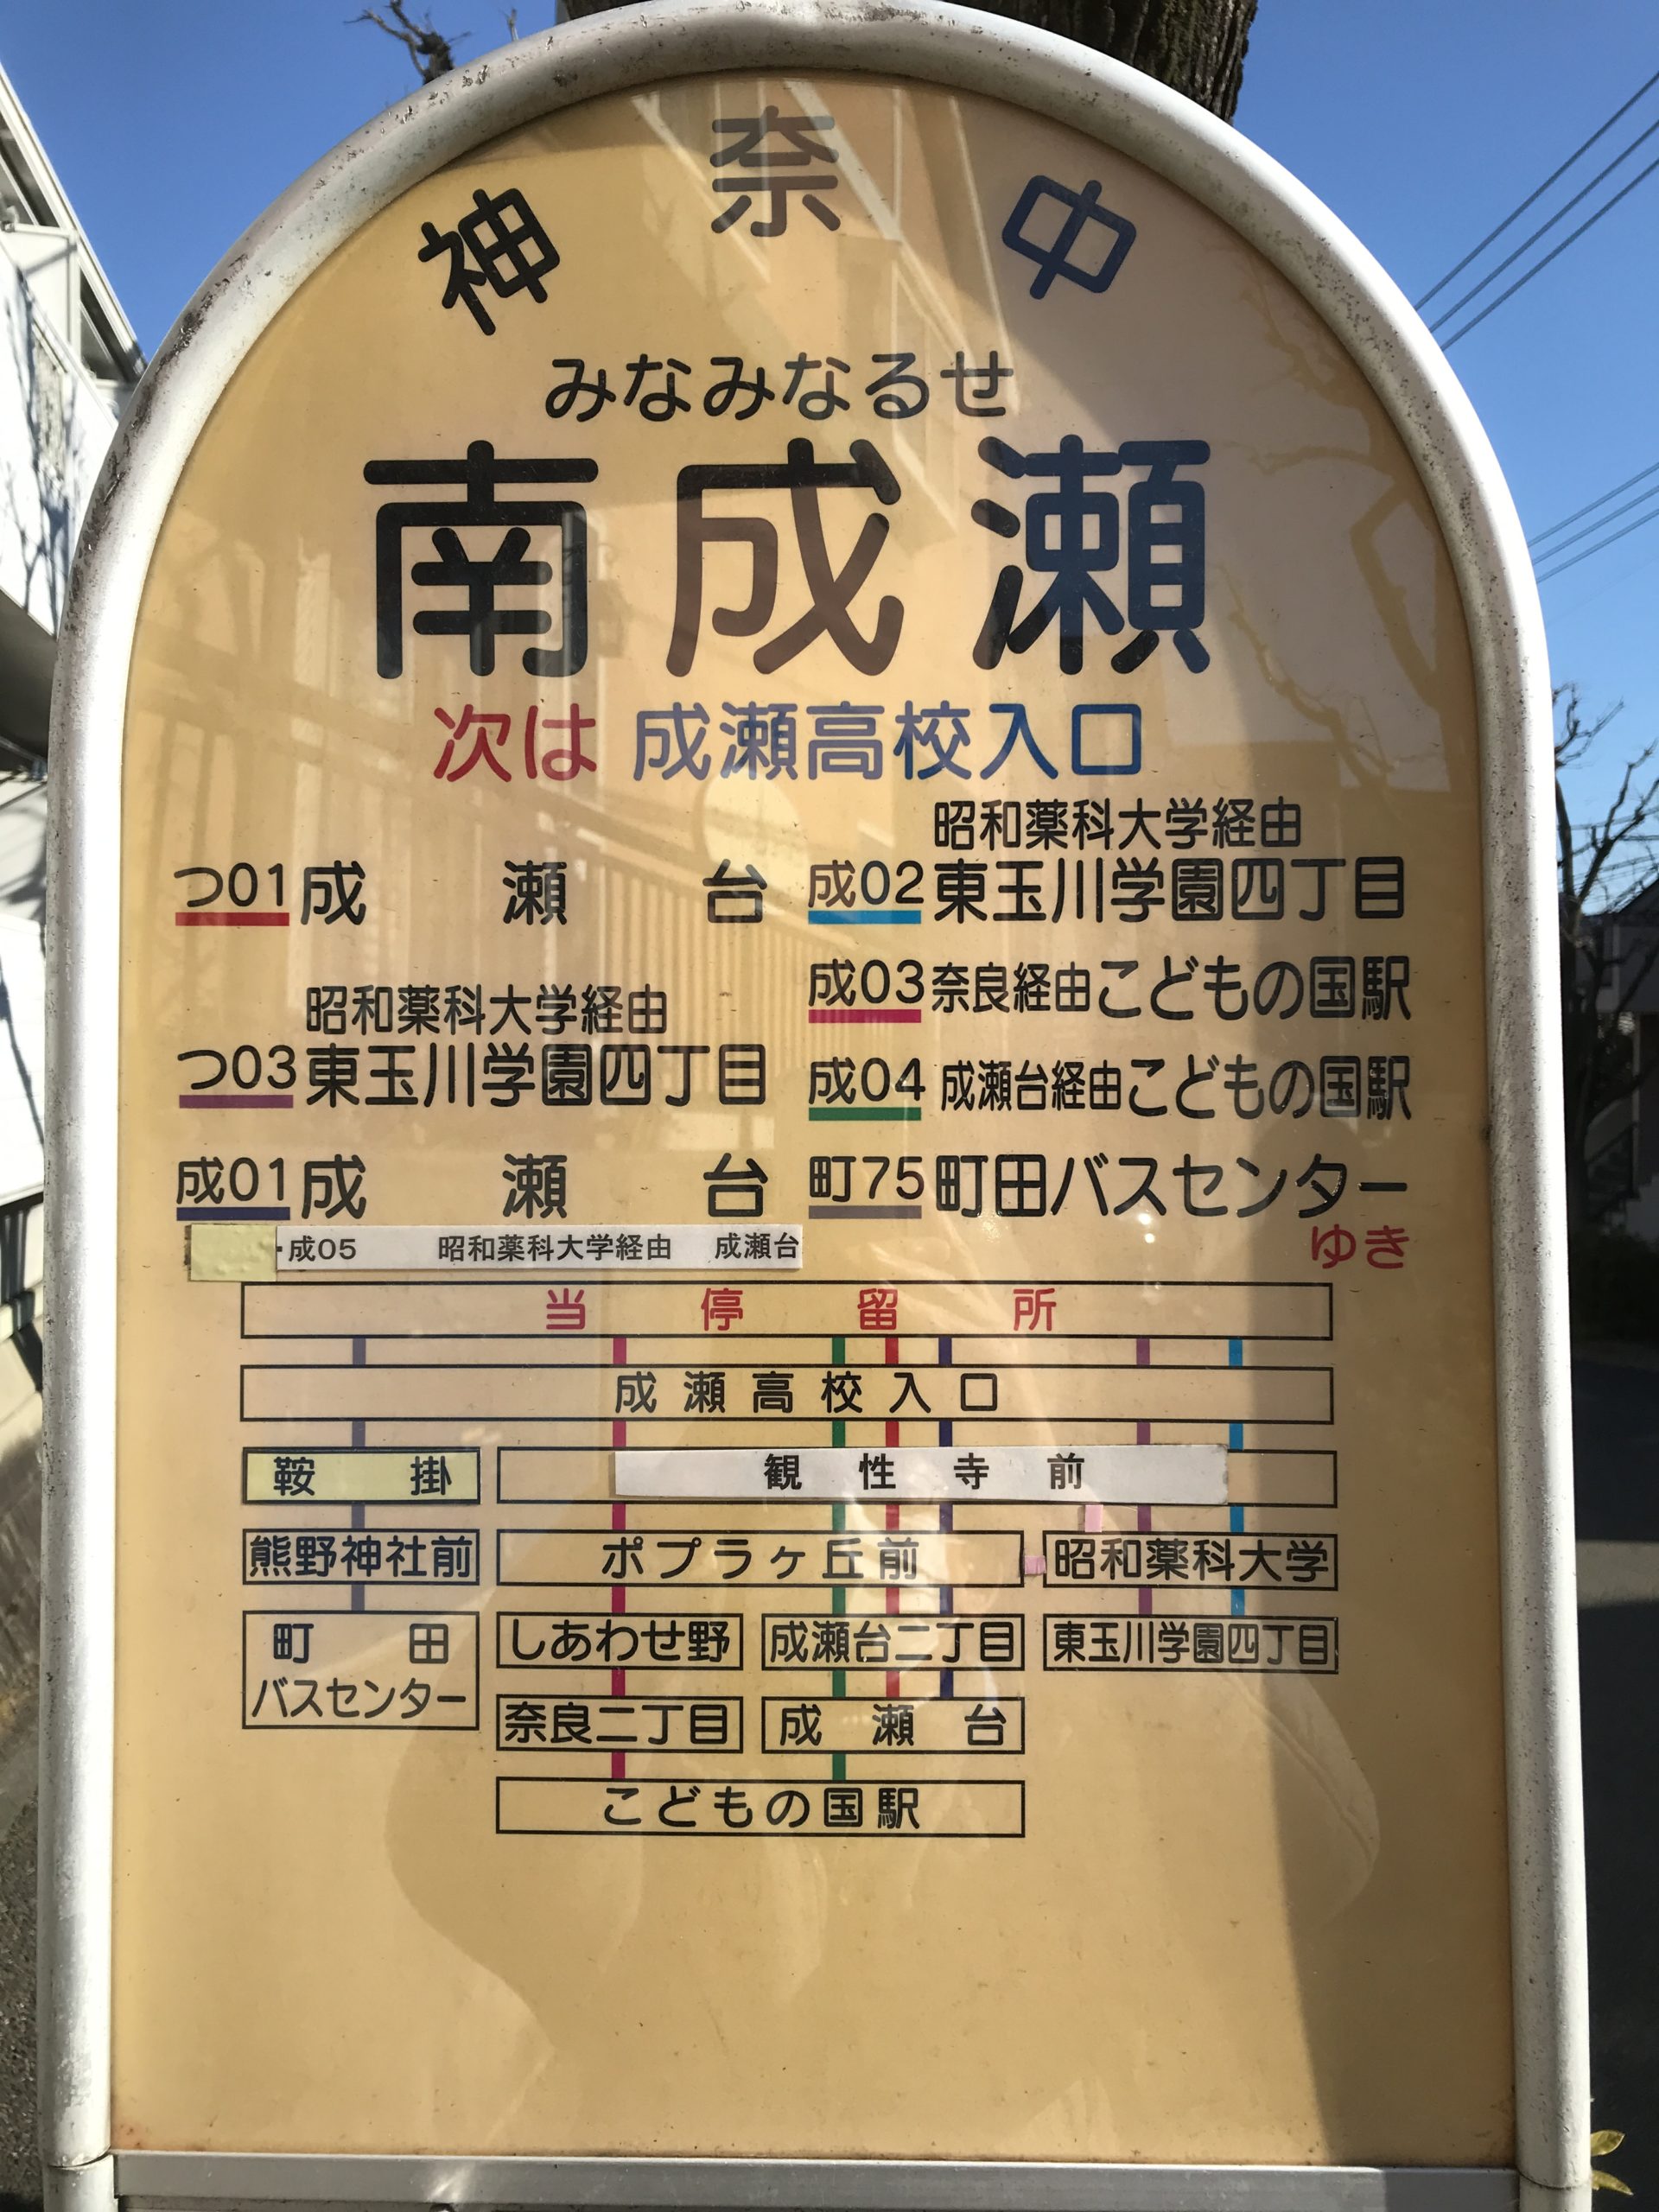 神奈中
みなみなるせ
南成瀬
次は 成瀬高校入口
つ01 成瀬台
昭和薬科大学経由
つ03 東玉川学園四丁目
成01 成瀬台
成05 昭和薬科大学経由 成瀬台
昭和薬科大学経由
成02 東玉川学園四丁目
成03 奈良経由こどもの国駅
成04 成瀬台経由こどもの国駅
町75 町田バスセンター
ゆき
当停留所
成瀬高校入口
鞍掛 観性寺前
熊野神社前 ポプラヶ丘前 昭和薬科大学
町田 しあわせ野 成瀬台二丁目 東玉川学園四丁目
バスセンター 奈良二丁目 成瀬台
こどもの国駅